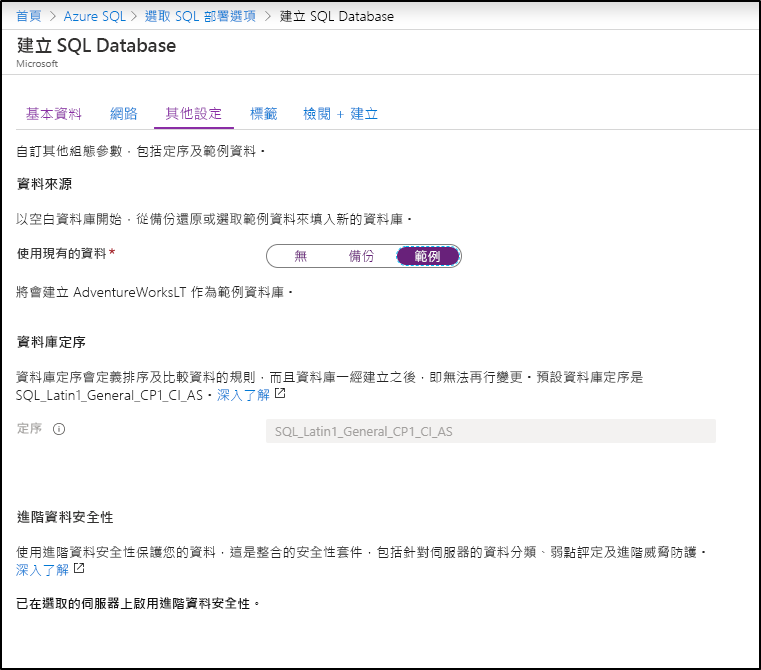 首頁 > Azure SQL > 選取 SQL 部署選項 > 建立 SQL Database
建立 SQL Database
Microsoft
基本資料 網路 其他設定 標籤 檢閱 + 建立
自訂其他組態參數，包括定序及範例資料。
資料來源
以空白資料庫開始，從備份還原或選取範例資料來填入新的資料庫。
使用現有的資料* 無 備份 範例
將會建立 AdventureWorksLT 作為範例資料庫。
資料庫定序
資料庫定序會定義排序及比較資料的規則，而且資料庫一經建立之後，即無法再行變更。預設資料庫定序是
SQL_Latin1_General_CP1_CI_AS。深入了解
定序 SQL_Latin1_General_CP1_CI_AS
進階資料安全性
使用進階資料安全性保護您的資料，這是整合的安全性套件，包括針對伺服器的資料分類、弱點評定及進階威脅防護。
深入了解
已在選取的伺服器上啟用進階資料安全性。